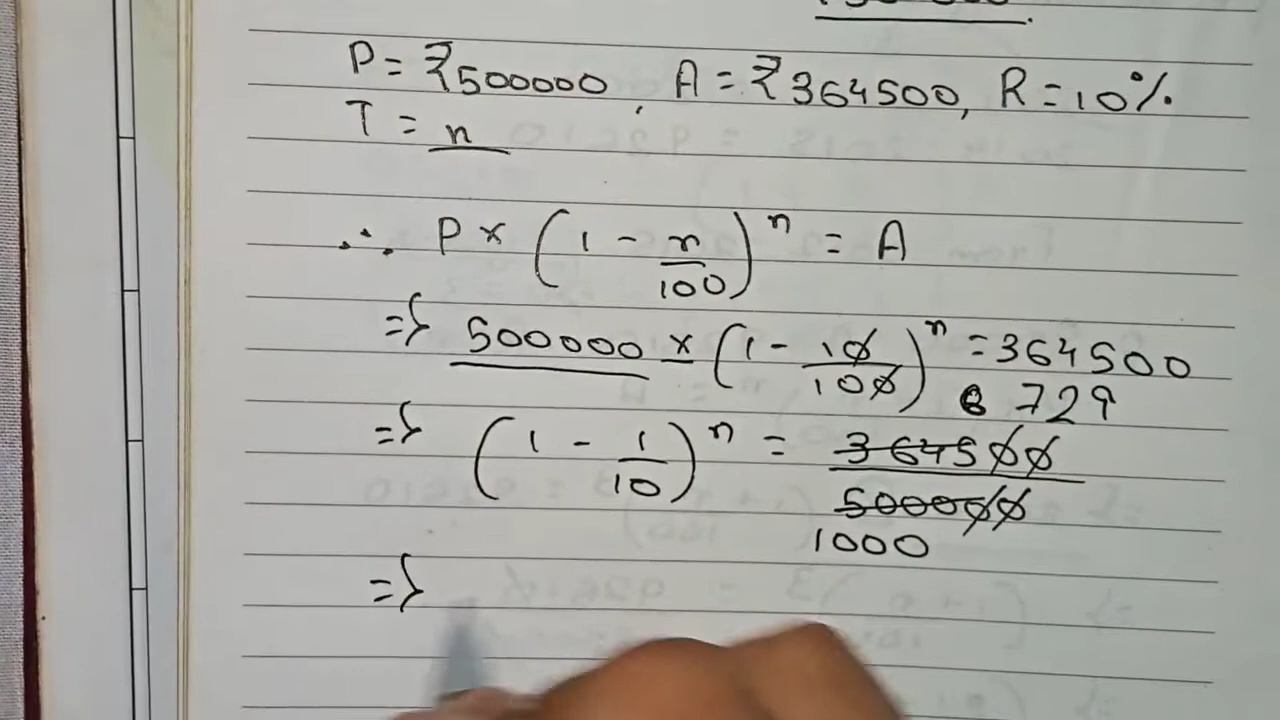 P = ₹500000, A = ₹364500, R = 10%
T = n
∴ P × (1 - r/100)^n = A
=> 500000 × (1 - 10/100)^n = 364500
729
=> (1 - 1/10)^n = 364500/500000
1000
=>